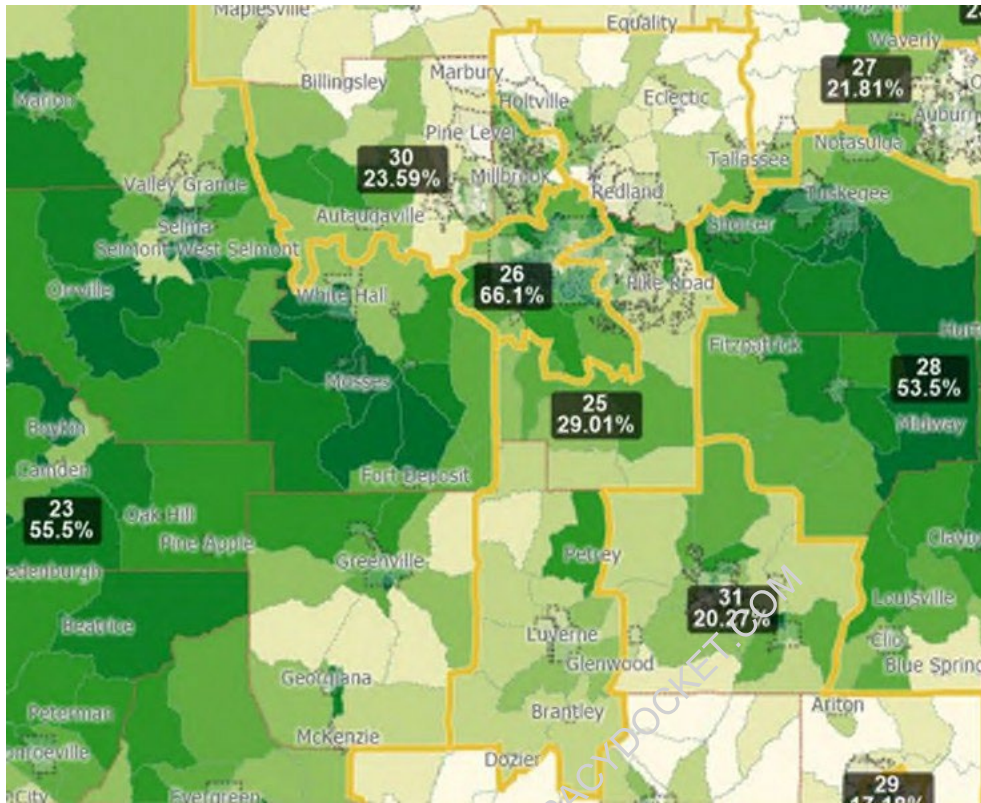 Maplesville
Equality
Waverly
27
21.81%
Marbury
Billingsley
Holtville
Eclectic
Marion
Auburn
Pine Level
Notasulga
30
23.59%
Tallassee
Millbrook
Valley Grande
Redland
Tuskegee
Autaugaville
Selma
Shorter
Selmont-West Selmont
26
66.1%
Pike Road
Orrville
White Hall
Fitzpatrick
28
53.5%
Mosses
25
29.01%
Midway
Boykin
Camden
Fort Deposit
23
55.5%
Oak Hill
Pine Apple
Petrey
Greenville
31
20.27%
Louisville
Beatrice
Luverne
Clio
Glenwood
Blue Spring
Georgiana
Peterman
Brantley
Ariton
McKenzie
Dozier
Evergreen
29